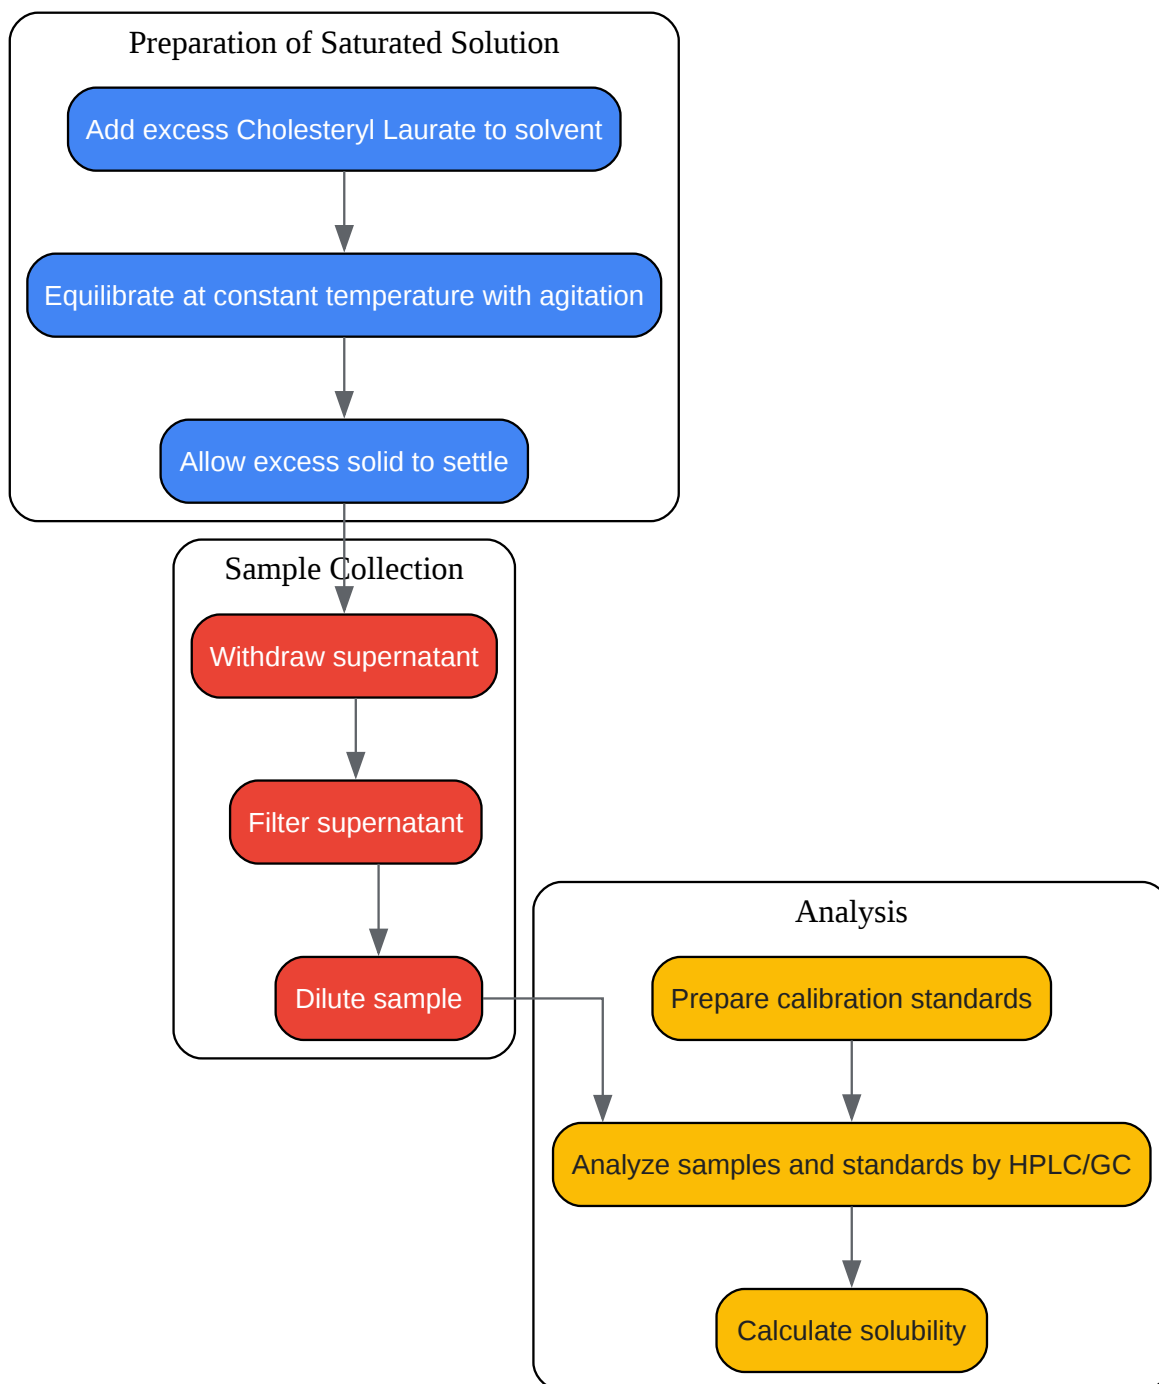 Preparation of Saturated Solution
Add excess Cholesteryl Laurate to solvent
Equilibrate at constant temperature with agitation
Allow excess solid to settle
Sample Collection
Withdraw supernatant
Filter supernatant
Dilute sample
Analysis
Prepare calibration standards
Analyze samples and standards by HPLC/GC
Calculate solubility